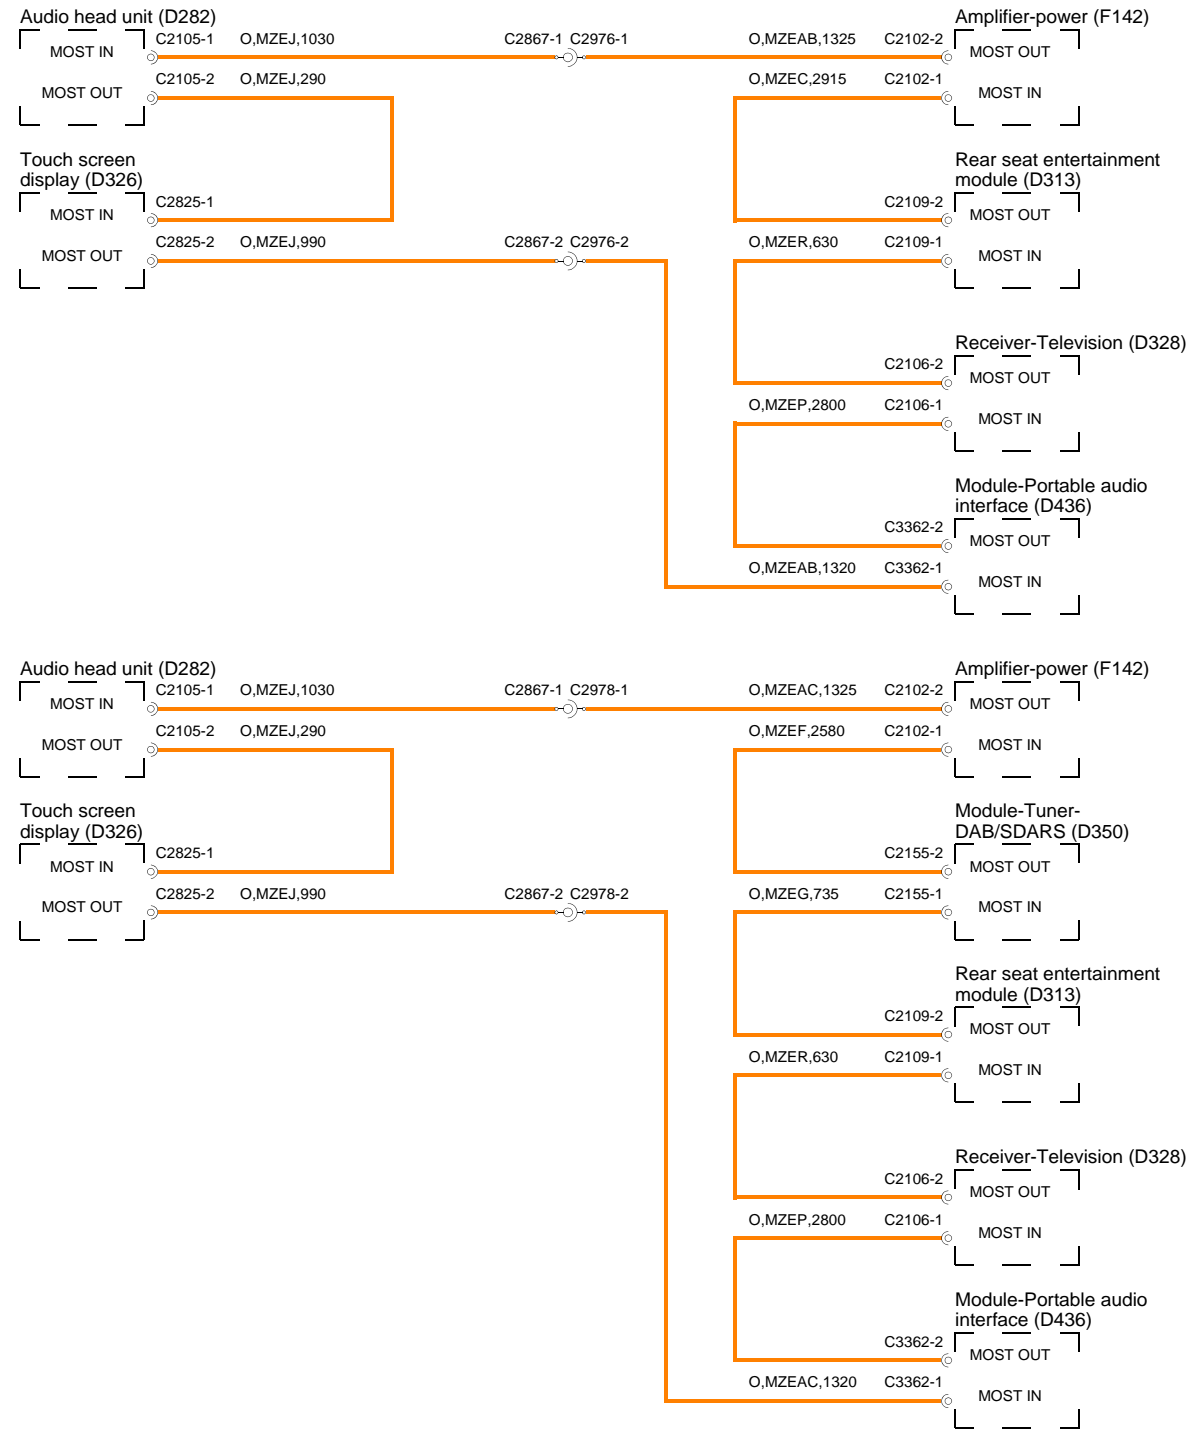 Audio head unit (D282)
Amplifier-power (F142)
C2105-1 O,MZEJ,1030 C2867-1 C2976-1 O,MZEAB,1325 C2102-2
MOST IN MOST OUT
C2105-2 O,MZEJ,290 O,MZEC,2915 C2102-1
MOST OUT MOST IN
Touch screen
display (D326)
Rear seat entertainment
module (D313)
C2825-1 C2109-2
MOST IN MOST OUT
C2825-2 O,MZEJ,990 C2867-2 C2976-2 O,MZER,630 C2109-1
MOST OUT MOST IN
Receiver-Television (D328)
C2106-2
MOST OUT
O,MZEP,2800 C2106-1
MOST IN
Module-Portable audio
interface (D436)
C3362-2
MOST OUT
O,MZEAB,1320 C3362-1
MOST IN
Audio head unit (D282)
Amplifier-power (F142)
C2105-1 O,MZEJ,1030 C2867-1 C2978-1 O,MZEAC,1325 C2102-2
MOST IN MOST OUT
C2105-2 O,MZEJ,290 O,MZEF,2580 C2102-1
MOST OUT MOST IN
Touch screen
display (D326)
Module-Tuner-
DAB/SDARS (D350)
C2825-1 C2155-2
MOST IN MOST OUT
C2825-2 O,MZEJ,990 C2867-2 C2978-2 O,MZEG,735 C2155-1
MOST OUT MOST IN
Rear seat entertainment
module (D313)
C2109-2
MOST OUT
O,MZER,630 C2109-1
MOST IN
Receiver-Television (D328)
C2106-2
MOST OUT
O,MZEP,2800 C2106-1
MOST IN
Module-Portable audio
interface (D436)
C3362-2
MOST OUT
O,MZEAC,1320 C3362-1
MOST IN